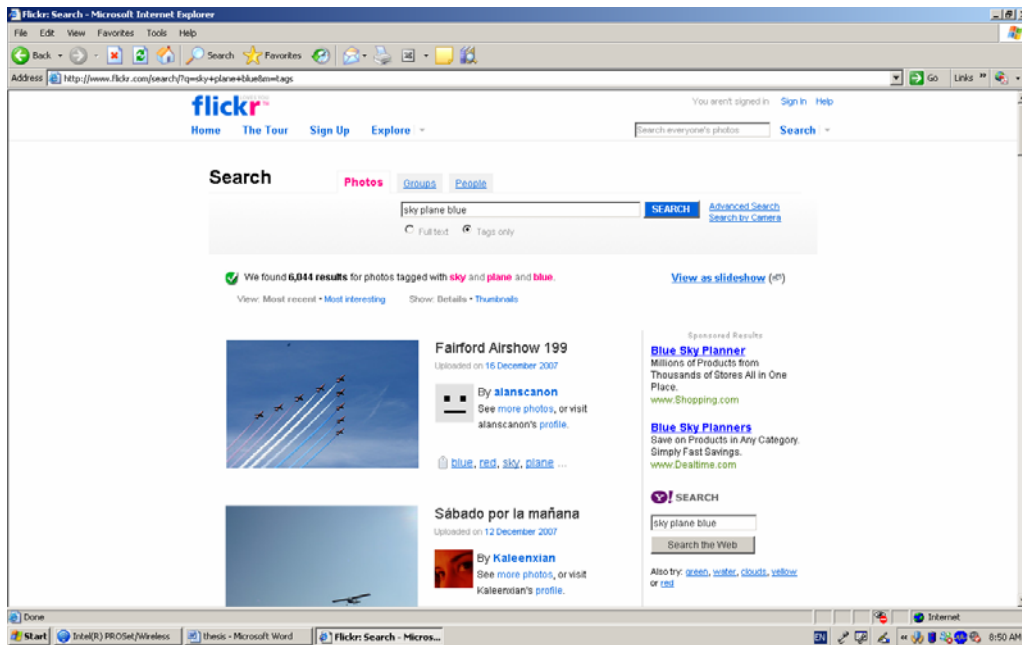 Flickr: Search - Microsoft Internet Explorer
File Edit View Favorites Tools Help
Back Search Favorites
Address http://www.flickr.com/search/?q=sky+plane+blue&m=tags Go Links »
flickr
You aren't signed in Sign In Help
Home The Tour Sign Up Explore
Search everyone's photos Search
Search Photos Groups People
sky plane blue SEARCH Advanced Search
Search by Camera
Full text Tags only
We found 6,044 results for photos tagged with sky and plane and blue.
View as slideshow
View: Most recent • Most interesting Show: Details • Thumbnails
Fairford Airshow 199
Uploaded on 16 December 2007
By alanscanon
See more photos, or visit
alanscanon's profile.
blue, red, sky, plane ...
Sábado por la mañana
Uploaded on 12 December 2007
By Kaleenxian
See more photos, or visit
Kaleenxian's profile.
Sponsored Results
Blue Sky Planner
Millions of Products from
Thousands of Stores All in One
Place.
www.Shopping.com
Blue Sky Planners
Save on Products in Any Category.
Simply Fast Savings.
www.Dealtime.com
Y! SEARCH
sky plane blue
Search the Web
Also try: green, water, clouds, yellow
or red
Done Internet
Start Intel(R) PROSet/Wireless thesis - Microsoft Word Flickr: Search - Micros... EN « 8:50 AM